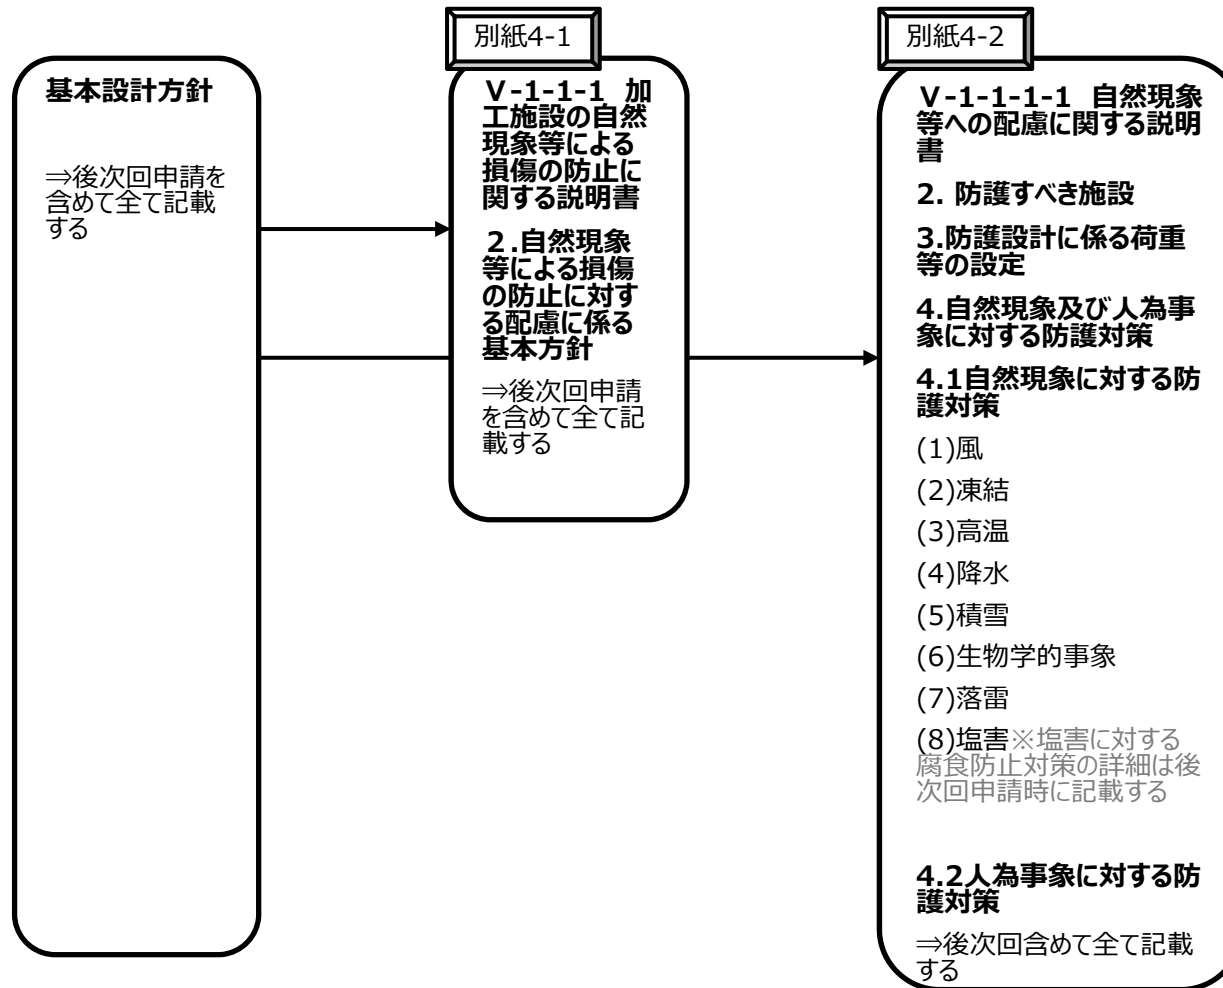 基本設計方針
⇒後次回申請を
含めて全て記載
する
別紙4-1
Ⅴ-1-1-1 加
工施設の自然
現象等による
損傷の防止に
関する説明書
２.自然現象
等による損傷
の防止に対す
る配慮に係る
基本方針
⇒後次回申請
を含めて全て記
載する
別紙4-2
Ⅴ-1-1-1-1 自然現象
等への配慮に関する説明
書
2. 防護すべき施設
3.防護設計に係る荷重
等の設定
4.自然現象及び人為事
象に対する防護対策
4.1自然現象に対する防
護対策
(1)風
(2)凍結
(3)高温
(4)降水
(5)積雪
(6)生物学的事象
(7)落雷
(8)塩害※塩害に対する
腐食防止対策の詳細は後
次回申請時に記載する
4.2人為事象に対する防
護対策
⇒後次回含めて全て記載
する